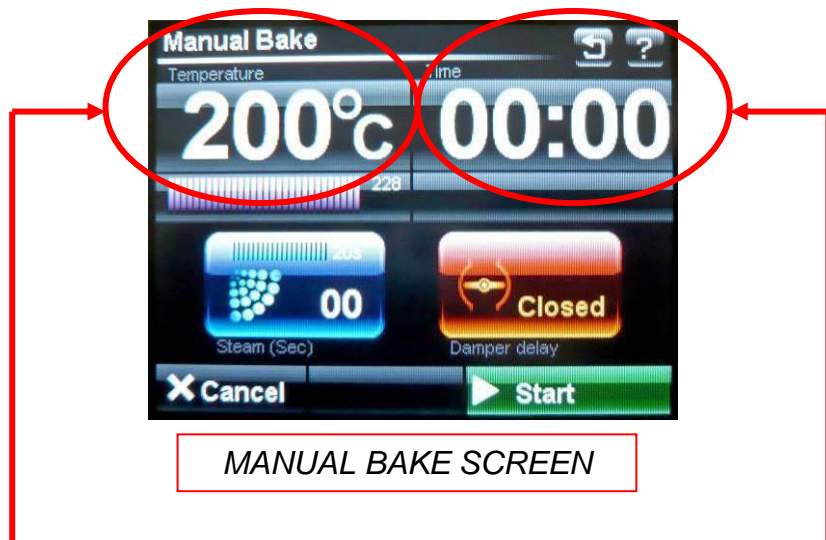 Manual Bake ?
Temperature Time
200°C 00:00
228
20s
00 Closed
Steam (Sec) Damper delay
Cancel Start
MANUAL BAKE SCREEN